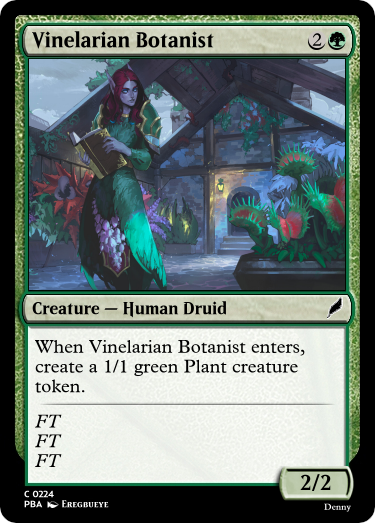 Vinelarian Botanist 2
Creature — Human Druid
When Vinelarian Botanist enters,
create a 1/1 green Plant creature
token.
FT
FT
FT
2/2
C 0224
PBA EREGBUEYE
Denny